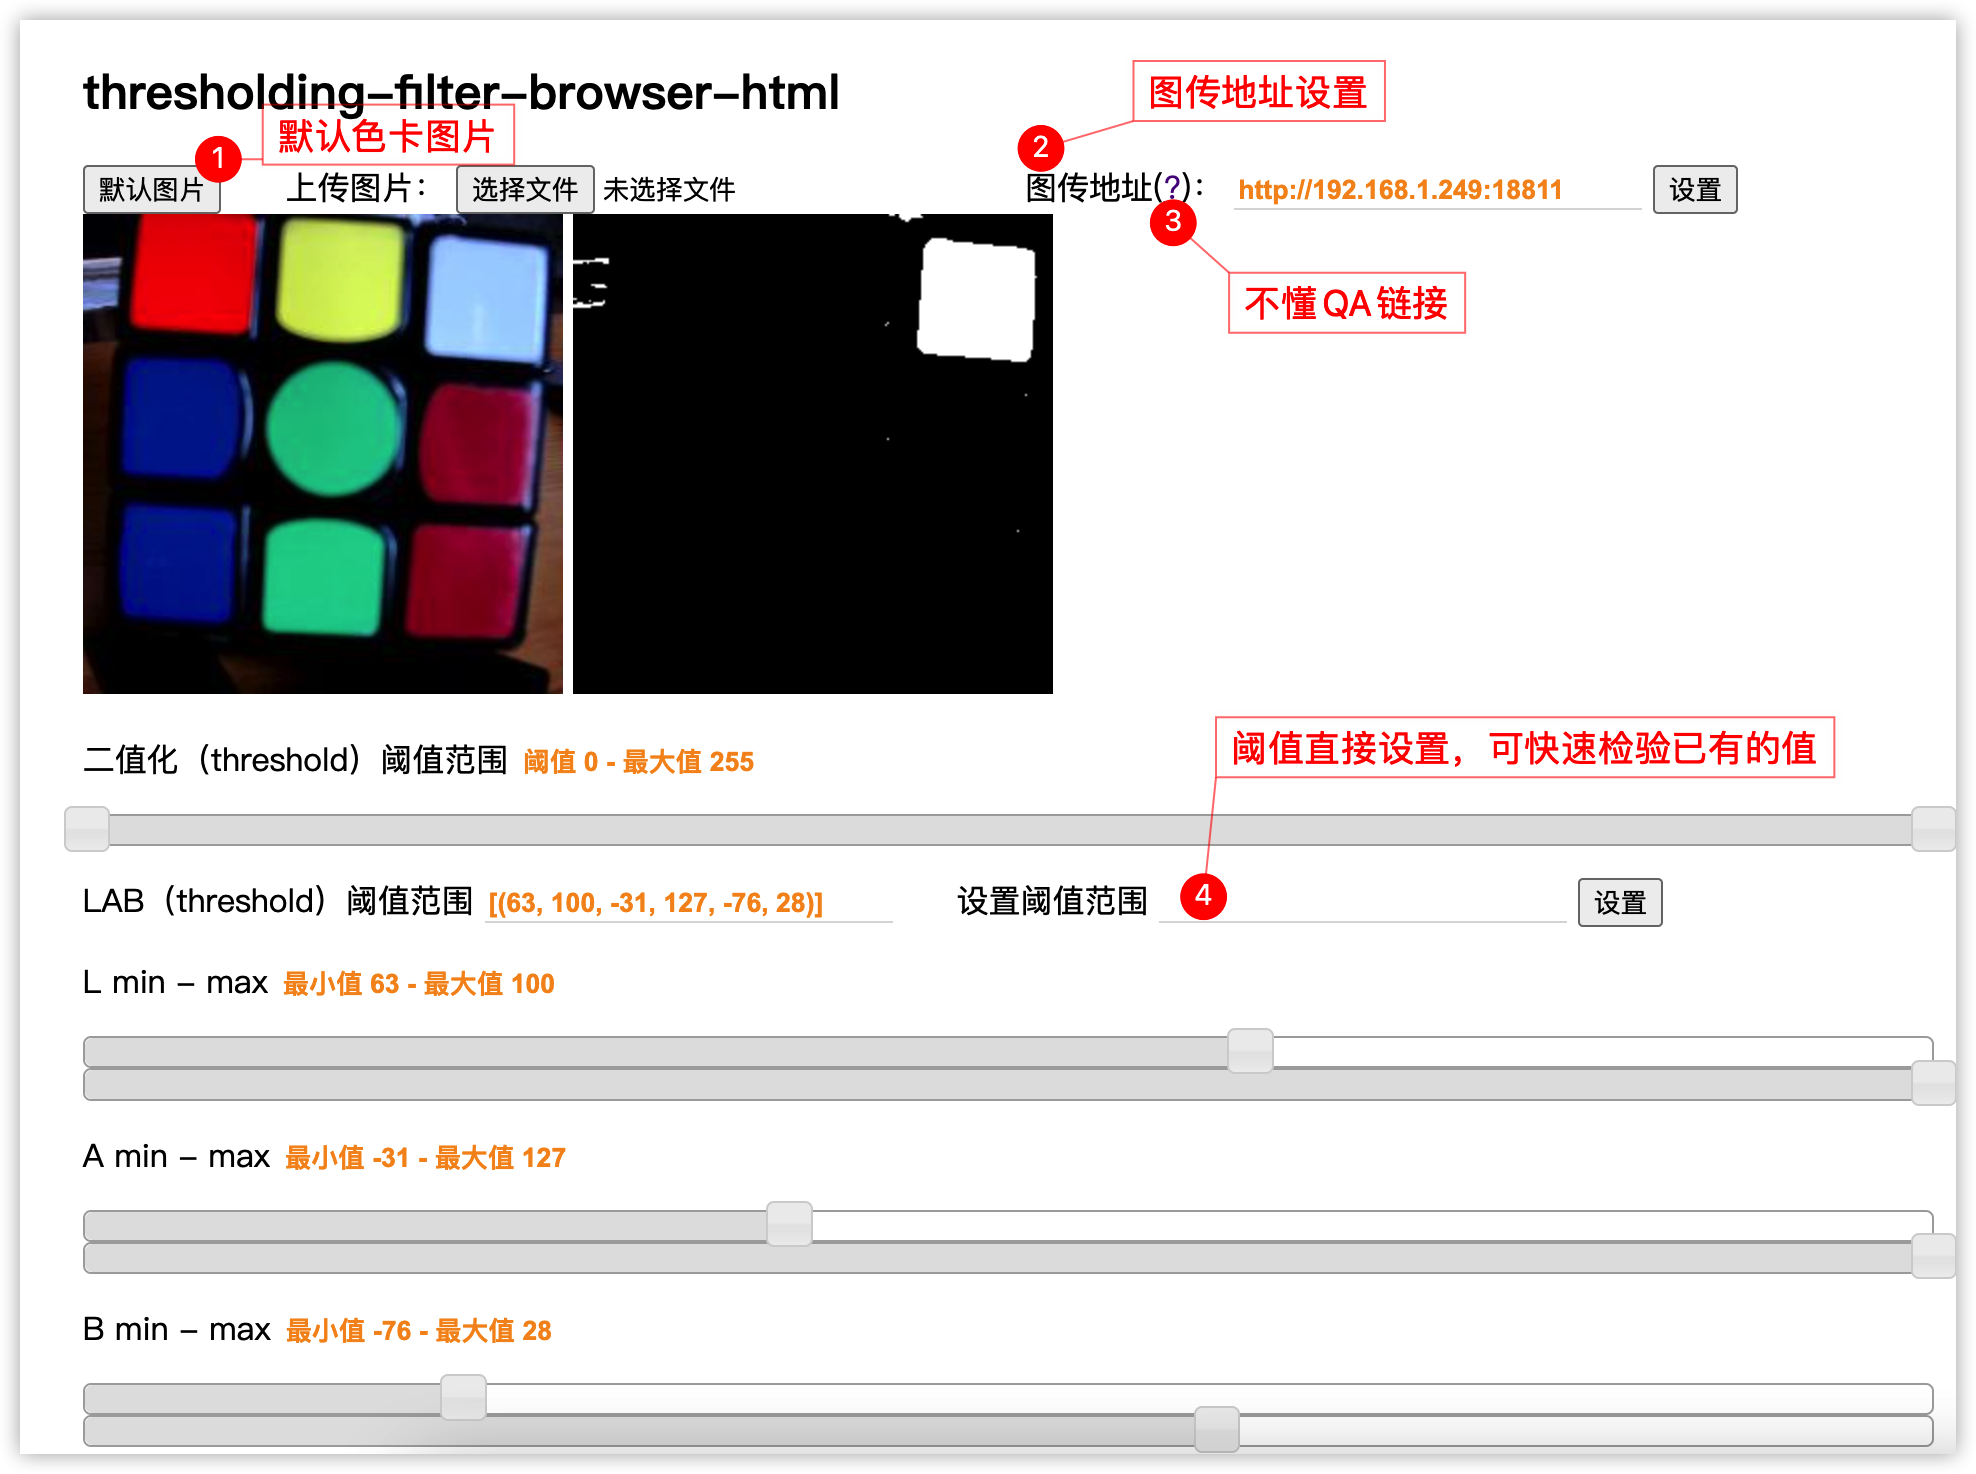 thresholding-filter-browser-html
图传地址设置
默认色卡图片
1
2
默认图片
上传图片：
选择文件 未选择文件
图传地址(?)：
http://192.168.1.249:18811
设置
3
不懂QA链接
阈值直接设置，可快速检验已有的值
二值化（threshold）阈值范围 阈值 0 - 最大值 255
LAB（threshold）阈值范围 [(63, 100, -31, 127, -76, 28)]
设置阈值范围
4
设置
L min - max 最小值 63 - 最大值 100
A min - max 最小值 -31 - 最大值 127
B min - max 最小值 -76 - 最大值 28